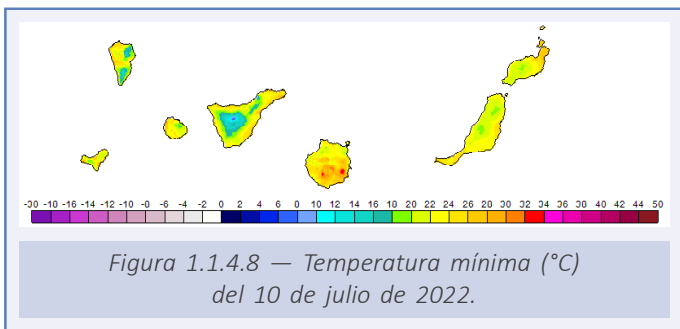 -30 -16 -14 -12 -10 -8 -6 -4 -2 0 2 4 6 8 10 12 14 16 18 20 22 24 26 28 30 32 34 36 38 40 42 44 50
Figura 1.1.4.8 — Temperatura mínima (°C)
del 10 de julio de 2022.